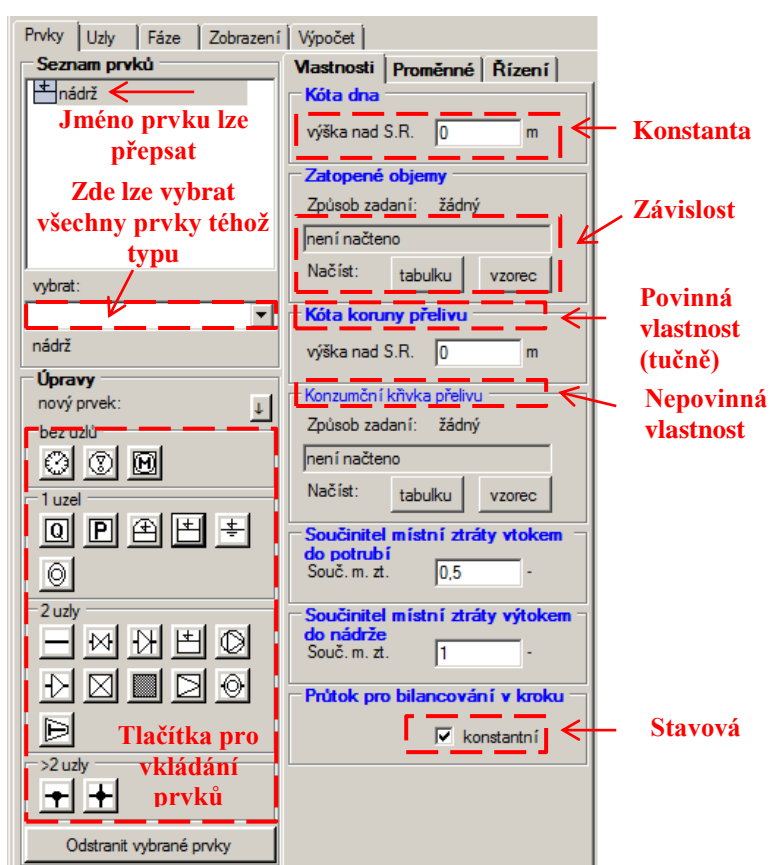 Prvky Uzly Fáze Zobrazení Výpočet
Seznam prvků
nádrž
Jméno prvku lze
přepsat
Zde lze vybrat
všechny prvky téhož
typu
vybrat:
nádrž
Úpravy
nový prvek:
bez uzlů
M
1 uzel
Q P
2 uzly
Tlačítka pro
vkládání
prvků
>2 uzly
Odstranit vybrané prvky
Vlastnosti Proměnné Řízení
Kóta dna
výška nad S.R. 0 m
Konstanta
Zatopené objemy
Způsob zadaní: žádný
není načteno
Načíst: tabulku vzorec
Závislost
Kóta koruny přelivu
výška nad S.R. 0 m
Povinná
vlastnost
(tučně)
Konzumční křivka přelivu
Způsob zadaní: žádný
není načteno
Načíst: tabulku vzorec
Nepovinná
vlastnost
Součinitel místní ztráty vtokem
do potrubí
Souč. m. zt. 0,5 -
Součinitel místní ztráty výtokem
do nádrže
Souč. m. zt. 1 -
Průtok pro bilancování v kroku
konstantní
Stavová